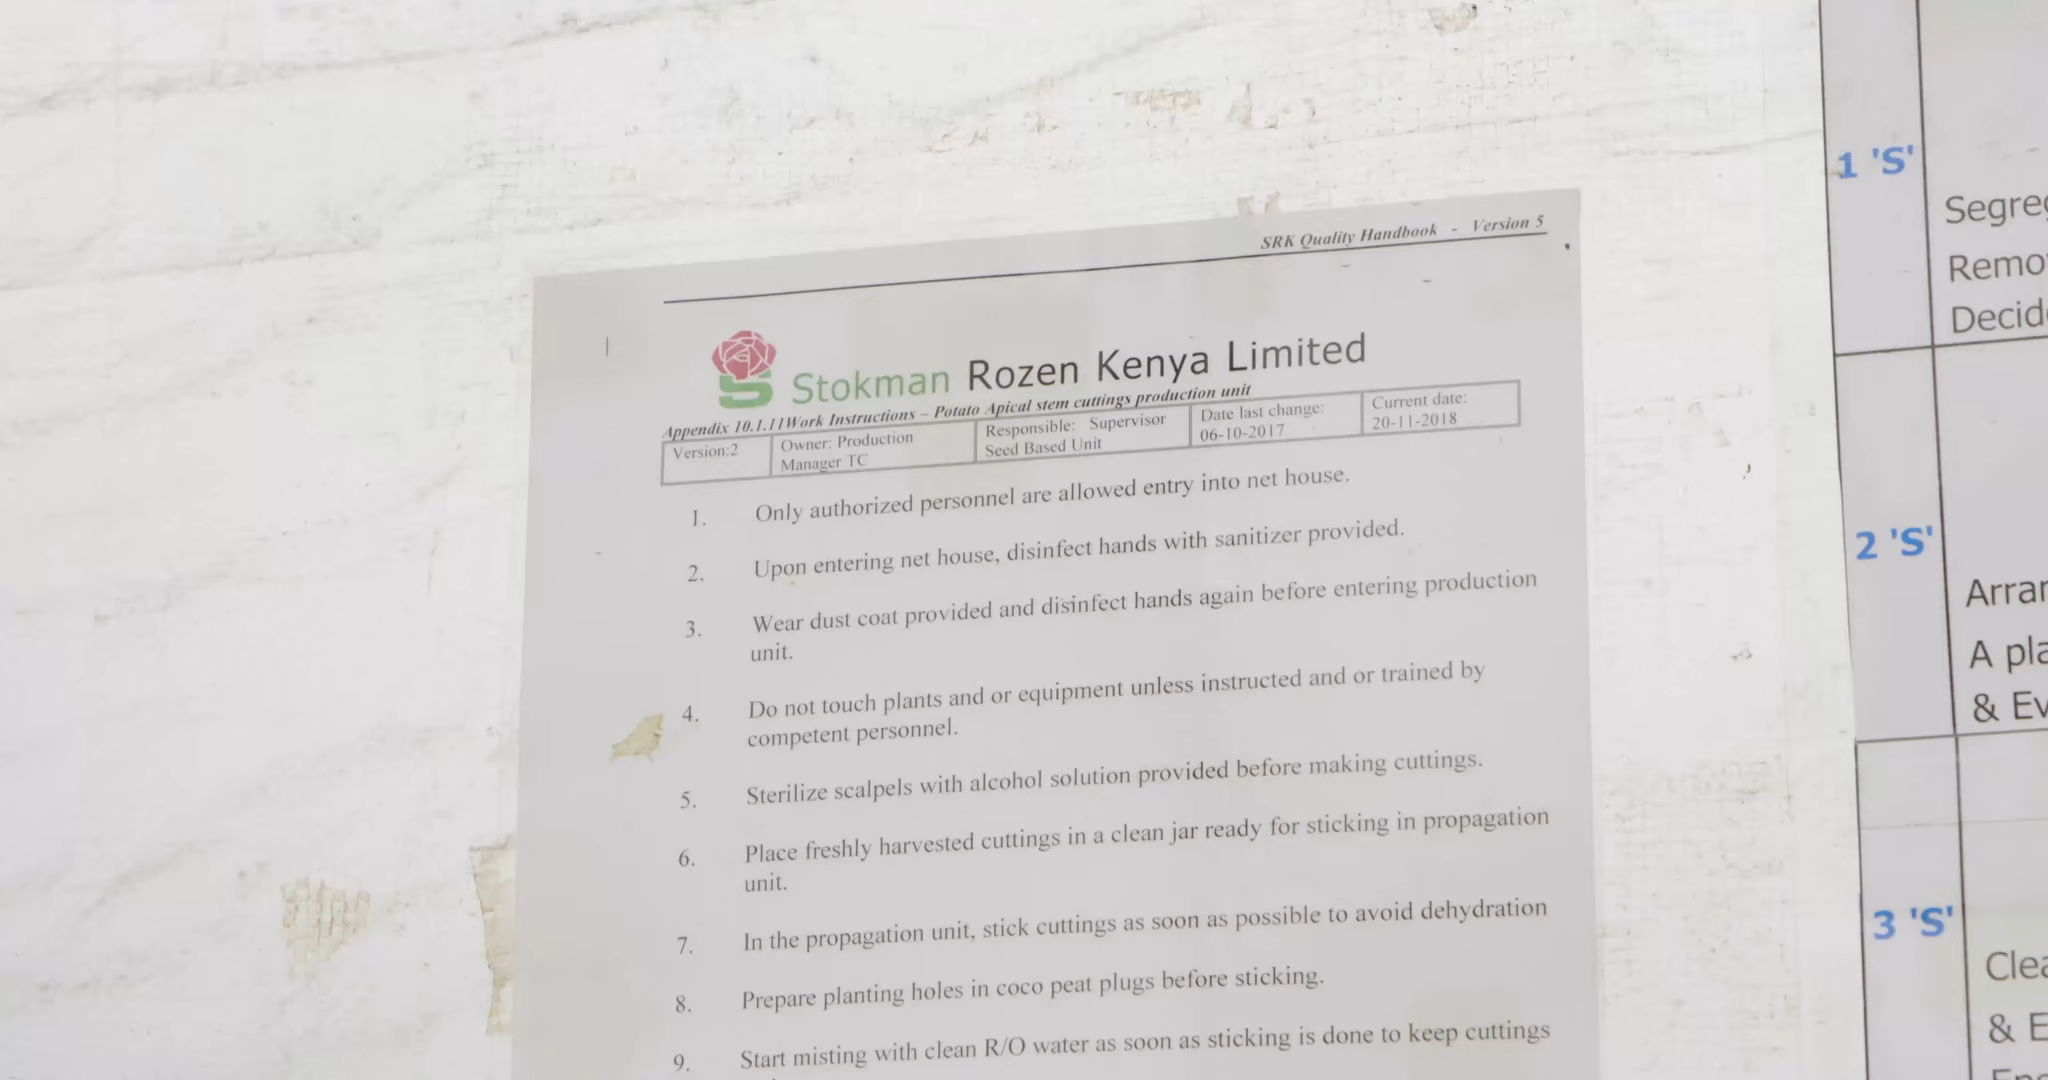 SRK Quality Handbook - Version 5
Stokman Rozen Kenya Limited
Appendix 10.1.11Work Instructions – Potato Apical stem cuttings production unit
Version:2
Owner: Production
Manager TC
Responsible: Supervisor
Seed Based Unit
Date last change:
06-10-2017
Current date:
20-11-2018
1. Only authorized personnel are allowed entry into net house.
2. Upon entering net house, disinfect hands with sanitizer provided.
3. Wear dust coat provided and disinfect hands again before entering production
unit.
4. Do not touch plants and or equipment unless instructed and or trained by
competent personnel.
5. Sterilize scalpels with alcohol solution provided before making cuttings.
6. Place freshly harvested cuttings in a clean jar ready for sticking in propagation
unit.
7. In the propagation unit, stick cuttings as soon as possible to avoid dehydration
8. Prepare planting holes in coco peat plugs before sticking.
9. Start misting with clean R/O water as soon as sticking is done to keep cuttings
1 'S'
2 'S'
A
&
3 'S'
&